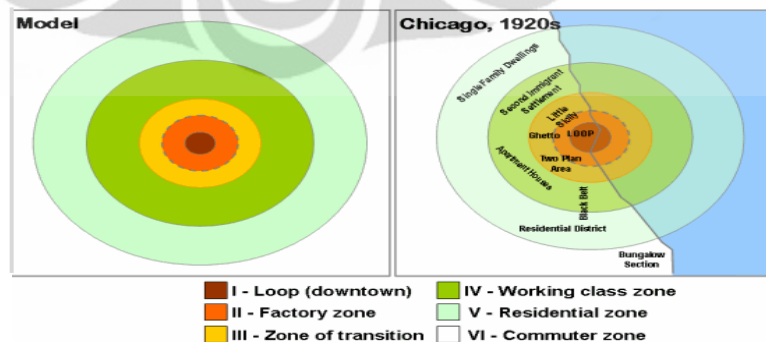 Model
Chicago, 1920s
Single Family Dwellings
Second Immigrant
Settlement
Little
Sicily
Ghetto
LOOP
Two Plan
Area
Apartment Houses
Black Belt
Residential District
Bungalow
Section
I - Loop (downtown)
II - Factory zone
III - Zone of transition
IV - Working class zone
V - Residential zone
VI - Commuter zone